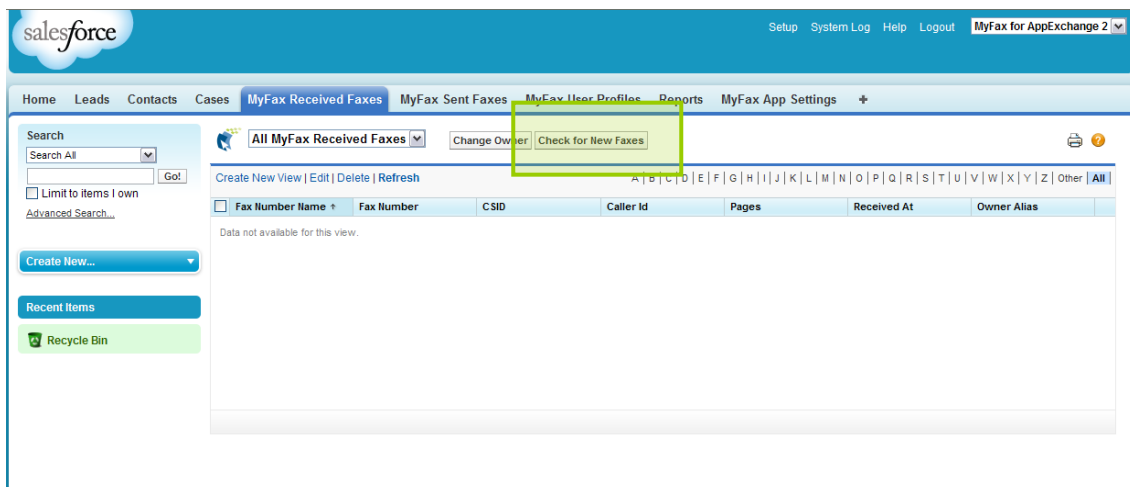 salesforce
Setup System Log Help Logout MyFax for AppExchange 2
Home Leads Contacts Cases MyFax Received Faxes MyFax Sent Faxes MyFax User Profiles Reports MyFax App Settings +
Search
Search All
Go!
Limit to items I own
Advanced Search...
Create New...
Recent Items
Recycle Bin
All MyFax Received Faxes Change Owner Check for New Faxes
Create New View | Edit | Delete | Refresh A | B | C | D | E | F | G | H | I | J | K | L | M | N | O | P | Q | R | S | T | U | V | W | X | Y | Z | Other | All |
Fax Number Name ↑ Fax Number CSID Caller Id Pages Received At Owner Alias
Data not available for this view.